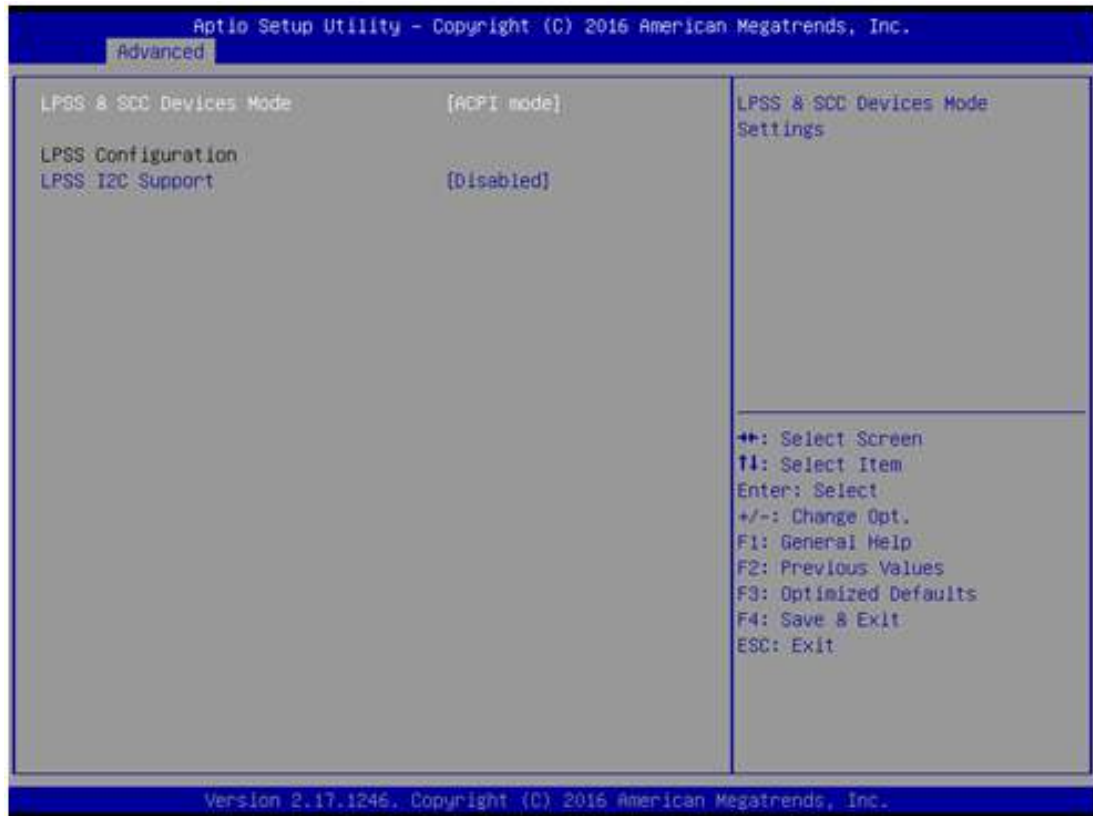 Aptio Setup Utility – Copyright (C) 2016 American Megatrends, Inc.
Advanced
LPSS & SCC Devices Mode [ACPI mode]
LPSS Configuration
LPSS I2C Support [Disabled]
LPSS & SCC Devices Mode
Settings
→←: Select Screen
↑↓: Select Item
Enter: Select
+/-: Change Opt.
F1: General Help
F2: Previous Values
F3: Optimized Defaults
F4: Save & Exit
ESC: Exit
Version 2.17.1246. Copyright (C) 2016 American Megatrends, Inc.